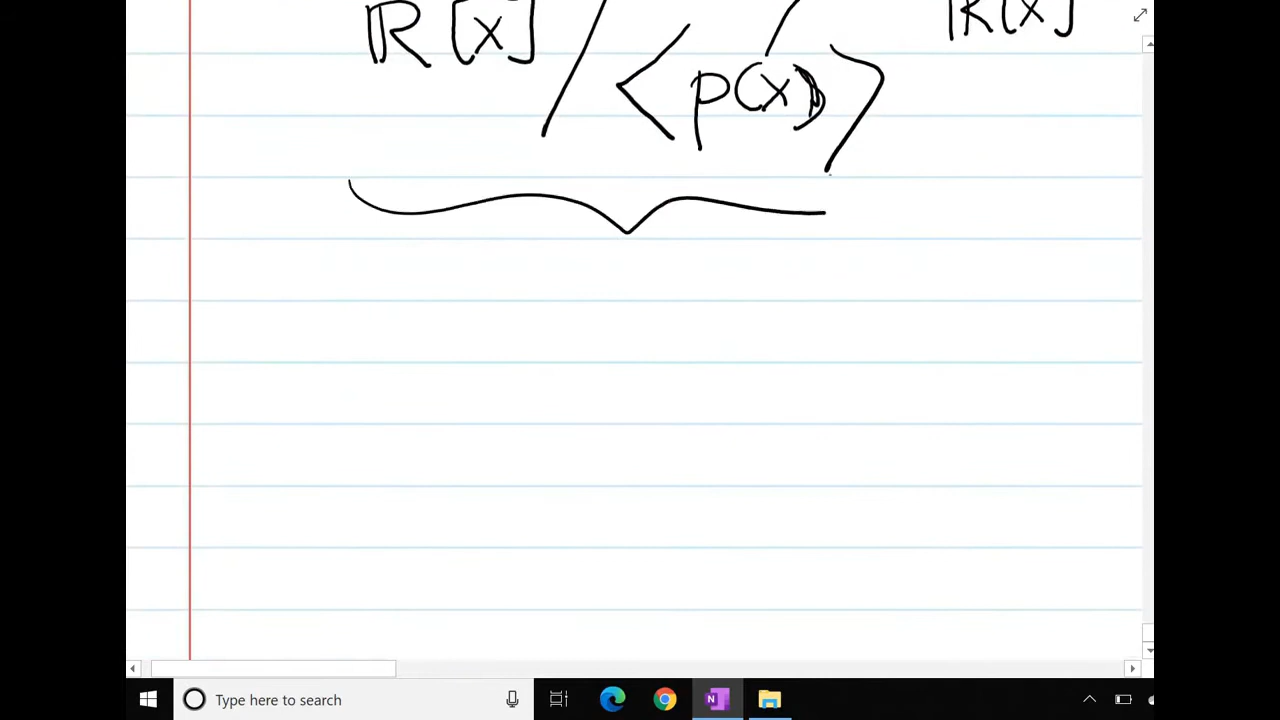 ℝ[x] / <p(x)> ℝ[x]
Type here to search